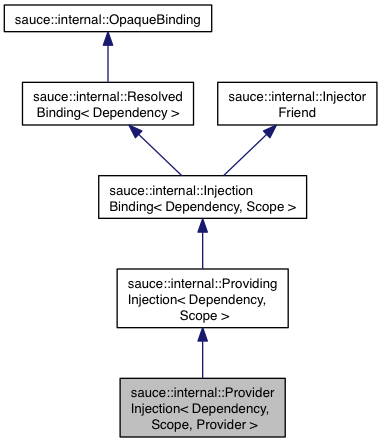 sauce::internal::OpaqueBinding
sauce::internal::Resolved
Binding< Dependency >
sauce::internal::Injector
Friend
sauce::internal::Injection
Binding< Dependency, Scope >
sauce::internal::Providing
Injection< Dependency,
Scope >
sauce::internal::Provider
Injection< Dependency,
Scope, Provider >